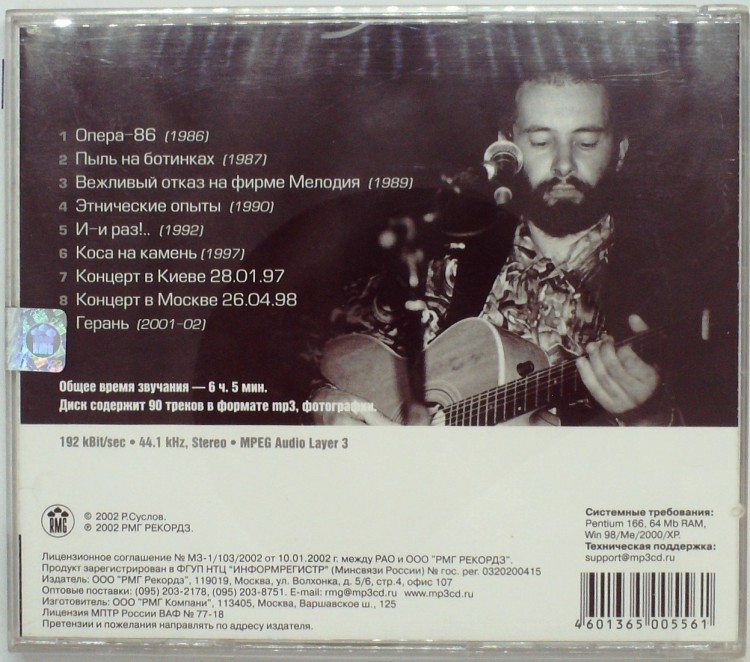 1 Опера-86 (1986)
2 Пыль на ботинках (1987)
3 Вежливый отказ на фирме Мелодия (1989)
4 Этнические опыты (1990)
5 И-и раз!.. (1992)
6 Коса на камень (1997)
7 Концерт в Киеве 28.01.97
8 Концерт в Москве 26.04.98
Герань (2001-02)
Общее время звучания — 6 ч. 5 мин.
Диск содержит 90 треков в формате mp3, фотографии.
192 kBit/sec • 44.1 kHz, Stereo • MPEG Audio Layer 3
RMG
© 2002 Р.Суслов.
℗ 2002 РМГ РЕКОРДЗ.
Системные требования:
Pentium 166, 64 Mb RAM,
Win 98/Me/2000/XP.
Техническая поддержка:
support@mp3cd.ru
Лицензионное соглашение № МЗ-1/103/2002 от 10.01.2002 г. между РАО и ООО "РМГ РЕКОРДЗ".
Продукт зарегистрирован в ФГУП НТЦ "ИНФОРМРЕГИСТР" (Минсвязи России) № гос. рег. 0320200415
Издатель: ООО "РМГ Рекордз", 119019, Москва, ул. Волхонка, д. 5/6, стр.4, офис 107
Оптовые поставки: (095) 203-2178, (095) 203-8751. E-mail: rmg@mp3cd.ru www.mp3cd.ru
Изготовитель: ООО "РМГ Компани", 113405, Москва, Варшавское ш., 125
Лицензия МПТР России ВАФ № 77-18
Претензии и пожелания направлять по адресу издателя.
4601365005561